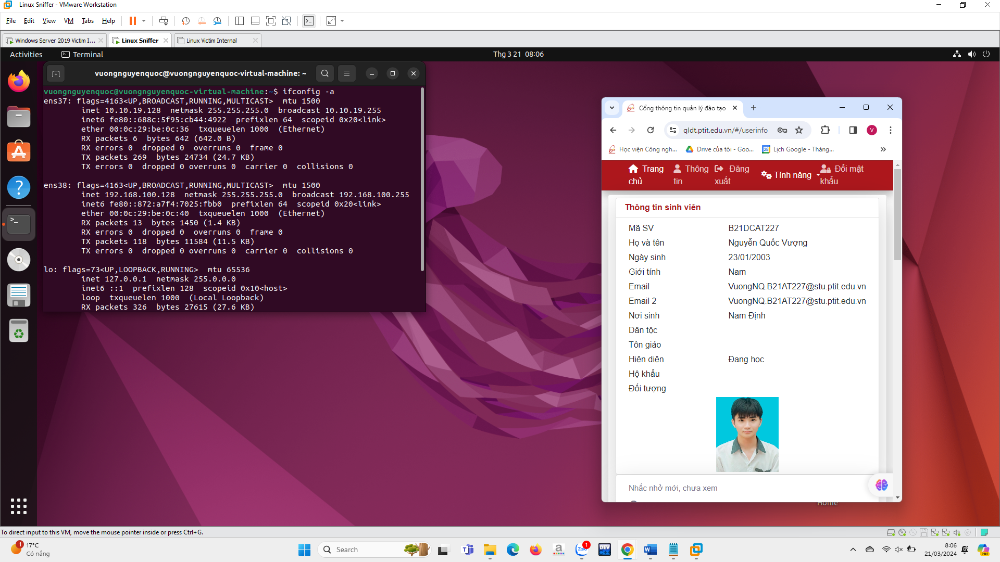 Linux Sniffer - VMware Workstation
File Edit View VM Tabs Help
Windows Server 2019 Victim I...
Linux Sniffer
Linux Victim Internal
Activities
Terminal
Thg 3 21 08:06
vuongnguyenquoc@vuongnguyenquoc-virtual-machine: ~
vuongnguyenquoc@vuongnguyenquoc-virtual-machine:~$ ifconfig -a
ens37: flags=4163<UP,BROADCAST,RUNNING,MULTICAST> mtu 1500
inet 10.10.19.128 netmask 255.255.255.0 broadcast 10.10.19.255
inet6 fe80::688c:5f95:cb44:4922 prefixlen 64 scopeid 0x20<link>
ether 00:0c:29:be:0c:36 txqueuelen 1000 (Ethernet)
RX packets 6 bytes 642 (642.0 B)
RX errors 0 dropped 0 overruns 0 frame 0
TX packets 269 bytes 24734 (24.7 KB)
TX errors 0 dropped 0 overruns 0 carrier 0 collisions 0
ens38: flags=4163<UP,BROADCAST,RUNNING,MULTICAST> mtu 1500
inet 192.168.100.128 netmask 255.255.255.0 broadcast 192.168.100.255
inet6 fe80::872:a7f4:7025:fbb0 prefixlen 64 scopeid 0x20<link>
ether 00:0c:29:be:0c:40 txqueuelen 1000 (Ethernet)
RX packets 13 bytes 1450 (1.4 KB)
RX errors 0 dropped 0 overruns 0 frame 0
TX packets 118 bytes 11584 (11.5 KB)
TX errors 0 dropped 0 overruns 0 carrier 0 collisions 0
lo: flags=73<UP,LOOPBACK,RUNNING> mtu 65536
inet 127.0.0.1 netmask 255.0.0.0
inet6 ::1 prefixlen 128 scopeid 0x10<host>
loop txqueuelen 1000 (Local Loopback)
RX packets 326 bytes 27615 (27.6 KB)
Cổng thông tin quản lý đào tạo
qldt.ptit.edu.vn/#/userinfo
V
Học viện Công nghệ...
Drive của tôi - Goo...
28
Lịch Google - Tháng...
Trang chủ
Thông tin
Đăng xuất
Tính năng
Đổi mật khẩu
Thông tin sinh viên
Mã SV B21DCAT227
Họ và tên Nguyễn Quốc Vượng
Ngày sinh 23/01/2003
Giới tính Nam
Email VuongNQ.B21AT227@stu.ptit.edu.vn
Email 2 VuongNQ.B21AT227@stu.ptit.edu.vn
Nơi sinh Nam Định
Dân tộc
Tôn giáo
Hiện diện Đang học
Hộ khẩu
Đối tượng
Nhắc nhở mới, chưa xem
Home
To direct input to this VM, move the mouse pointer inside or press Ctrl+G.
1
17°C
Có nắng
Search
Zalo
1
DEV
PRE
8:06
21/03/2024